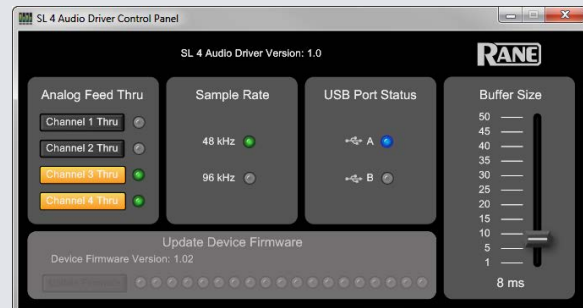 SL 4 Audio Driver Control Panel
SL 4 Audio Driver Version: 1.0
RANE
Analog Feed Thru
Channel 1 Thru
Channel 2 Thru
Channel 3 Thru
Channel 4 Thru
Sample Rate
48 kHz
96 kHz
USB Port Status
A
B
Buffer Size
50
45
40
35
30
25
20
15
10
5
1
8 ms
Update Device Firmware
Device Firmware Version: 1.02